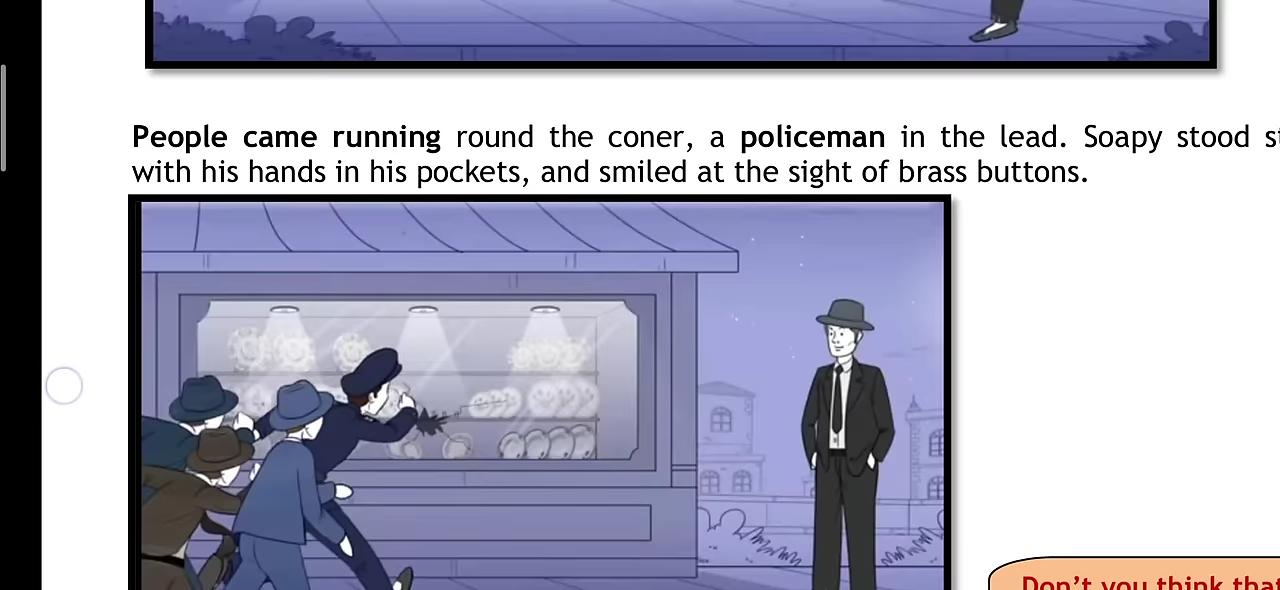 People came running round the coner, a policeman in the lead. Soapy stood
with his hands in his pockets, and smiled at the sight of brass buttons.
Don't you think that